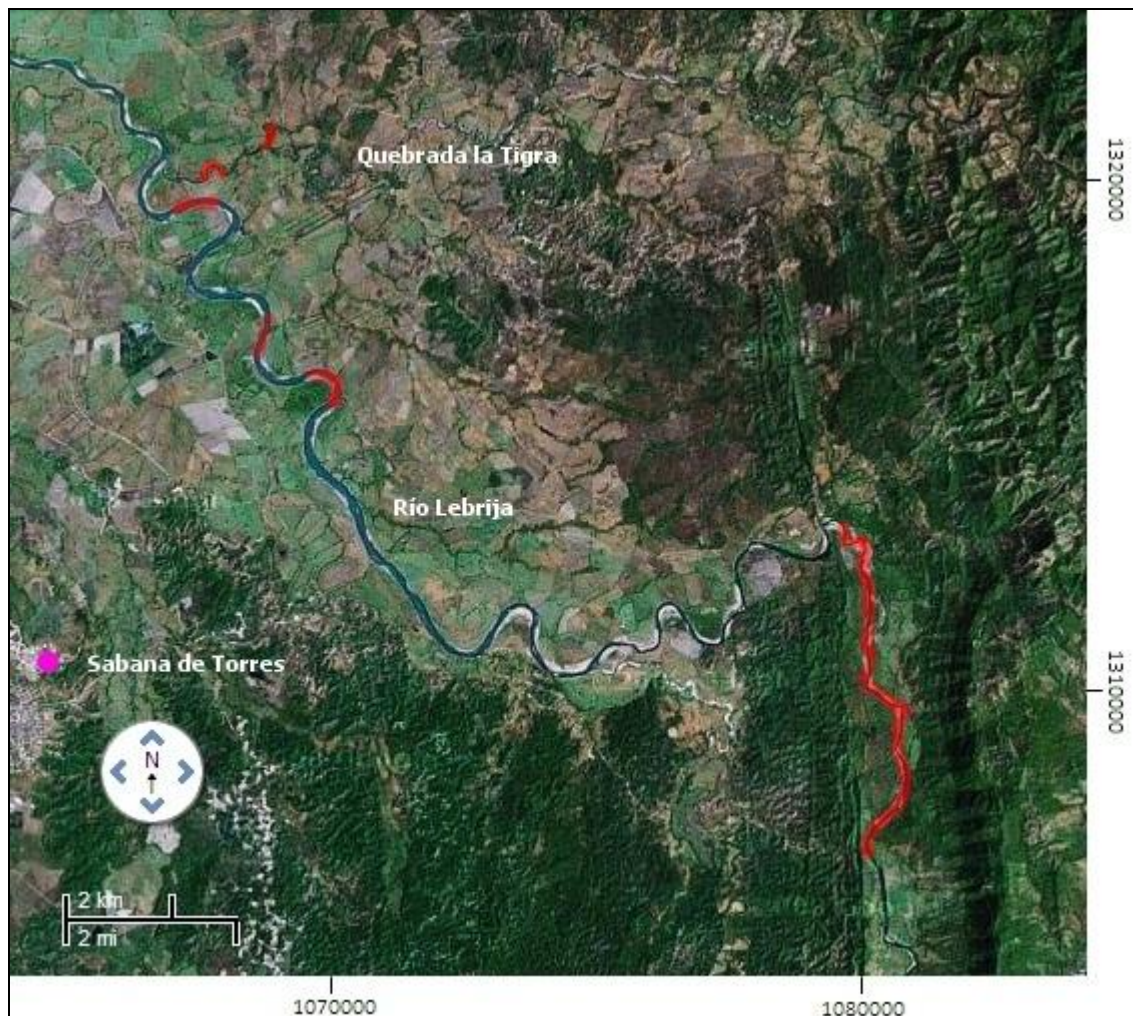 Quebrada la Tigra
1320000
Río Lebrija
Sabana de Torres
1310000
N
2 km
2 mi
1070000
1080000